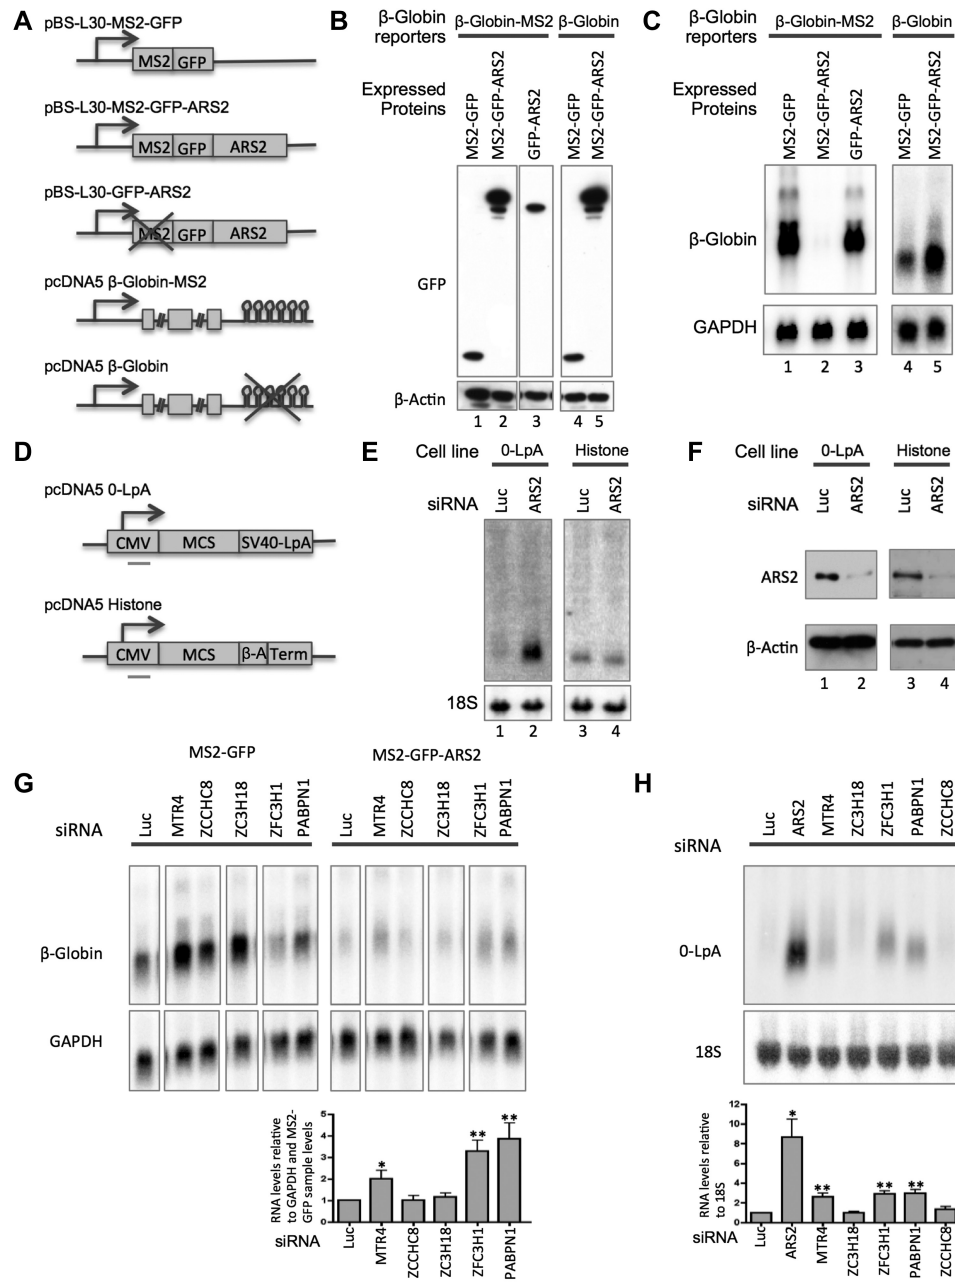 A
pBS-L30-MS2-GFP
MS2 GFP
pBS-L30-MS2-GFP-ARS2
MS2 GFP ARS2
pBS-L30-GFP-ARS2
MS2 GFP ARS2
pcDNA5 β-Globin-MS2
pcDNA5 β-Globin
B
β-Globin reporters
β-Globin-MS2 β-Globin
Expressed Proteins
MS2-GFP
MS2-GFP-ARS2
GFP-ARS2
MS2-GFP
MS2-GFP-ARS2
GFP
β-Actin
1 2 3 4 5
C
β-Globin reporters
β-Globin-MS2 β-Globin
Expressed Proteins
MS2-GFP
MS2-GFP-ARS2
GFP-ARS2
MS2-GFP
MS2-GFP-ARS2
β-Globin
GAPDH
1 2 3 4 5
D
pcDNA5 0-LpA
CMV MCS SV40-LpA
pcDNA5 Histone
CMV MCS β-A Term
E
Cell line 0-LpA Histone
siRNA Luc ARS2 Luc ARS2
18S
1 2 3 4
F
Cell line 0-LpA Histone
siRNA Luc ARS2 Luc ARS2
ARS2
β-Actin
1 2 3 4
G
MS2-GFP MS2-GFP-ARS2
siRNA Luc MTR4 ZCCHC8 ZC3H18 ZFC3H1 PABPN1 Luc MTR4 ZCCHC8 ZC3H18 ZFC3H1 PABPN1
β-Globin
GAPDH
RNA levels relative
to GAPDH and MS2-
GFP sample levels
5
4
3
2
1
0
* ** **
siRNA Luc MTR4 ZCCHC8 ZC3H18 ZFC3H1 PABPN1
H
siRNA Luc ARS2 MTR4 ZC3H18 ZFC3H1 PABPN1 ZCCHC8
0-LpA
18S
RNA levels relative
to 18S
12
10
8
6
4
2
0
* ** ** **
siRNA Luc ARS2 MTR4 ZC3H18 ZFC3H1 PABPN1 ZCCHC8